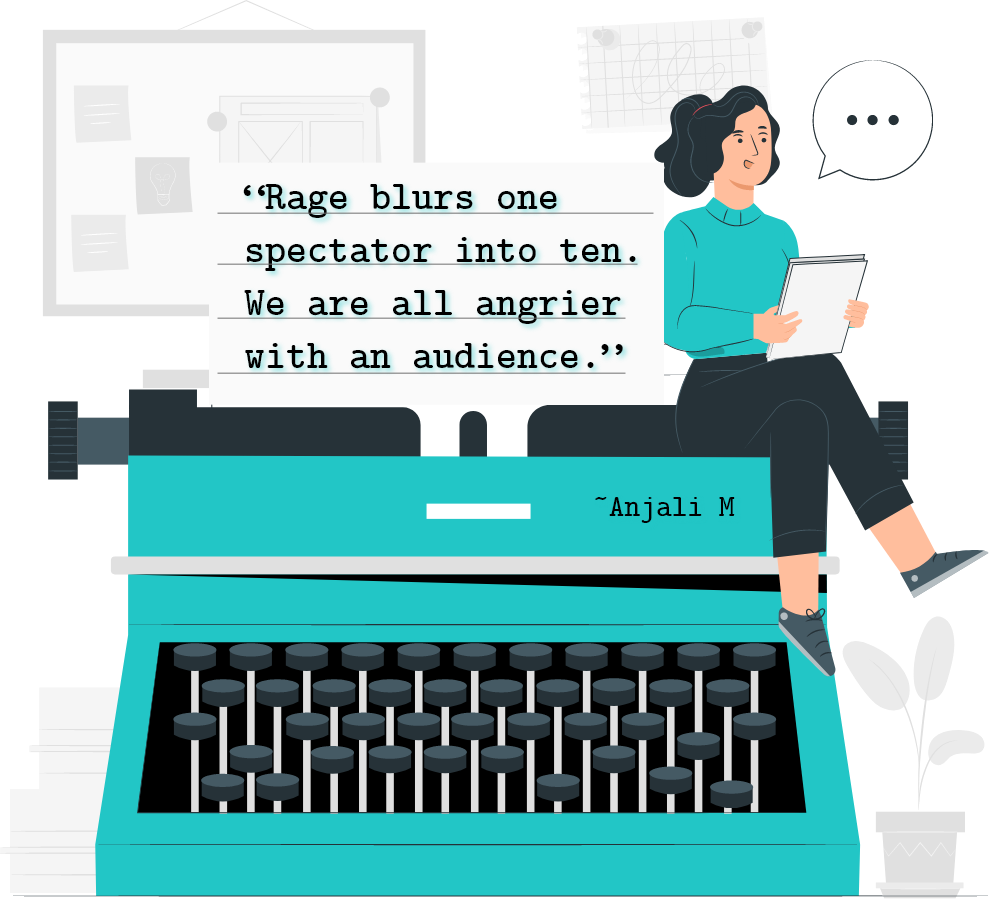 “Rage blurs one
spectator into ten.
We are all angrier
with an audience.”
~Anjali M